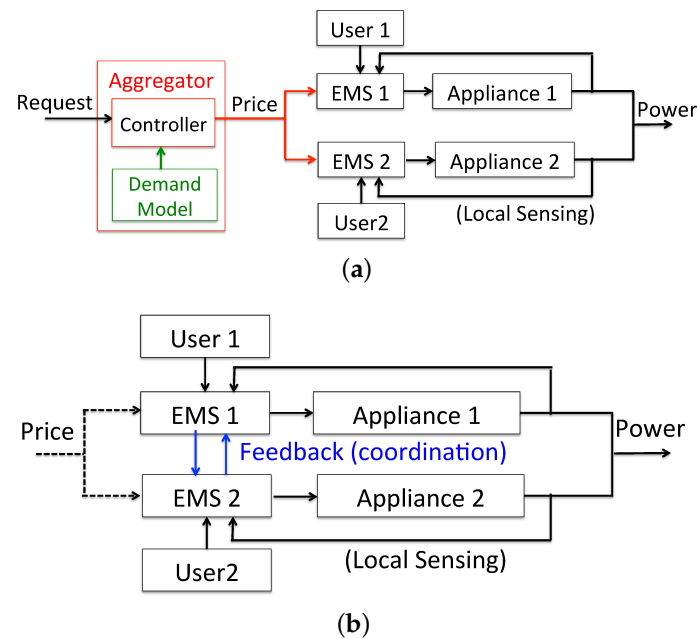 User 1
Aggregator
Request
Controller
Price
EMS 1
Appliance 1
Power
Demand
Model
EMS 2
Appliance 2
User2
(Local Sensing)
(a)
User 1
Price
EMS 1
Appliance 1
Power
Feedback (coordination)
EMS 2
Appliance 2
User2
(Local Sensing)
(b)